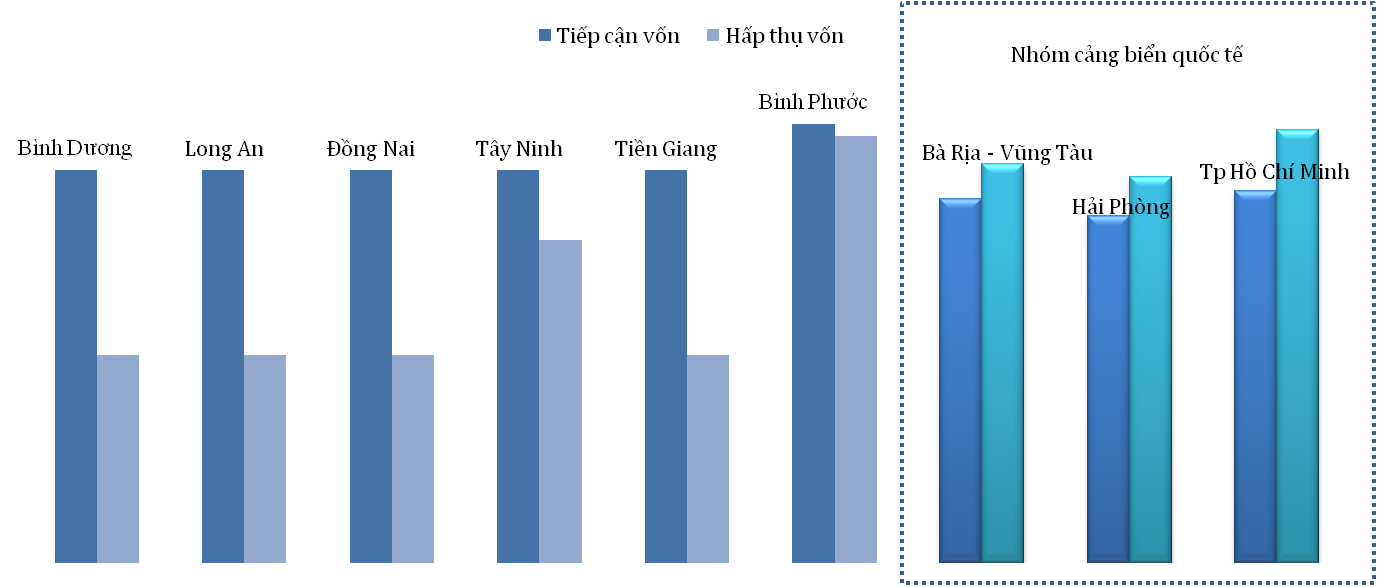 Tiếp cận vốn
Hấp thụ vốn
Nhóm cảng biển quốc tế
Bình Dương
Long An
Đồng Nai
Tây Ninh
Tiền Giang
Bình Phước
Bà Rịa - Vũng Tàu
Hải Phòng
Tp Hồ Chí Minh